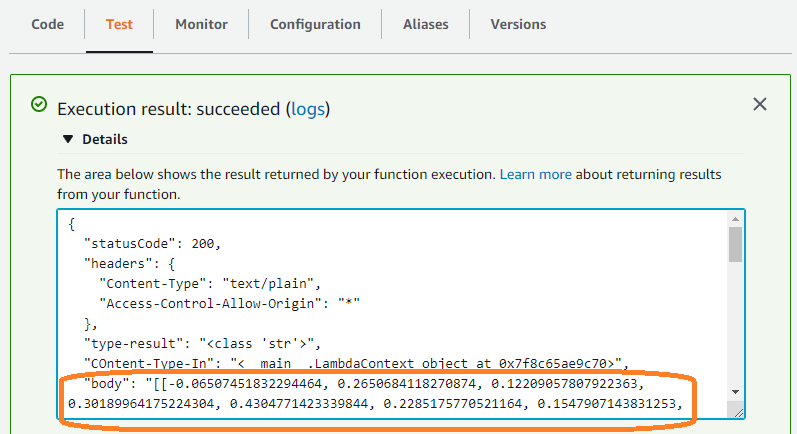 Code Test Monitor Configuration Aliases Versions
Execution result: succeeded (logs)
▼ Details
The area below shows the result returned by your function execution. Learn more about returning results
from your function.
{
"statusCode": 200,
"headers": {
"Content-Type": "text/plain",
"Access-Control-Allow-Origin": "*"
},
"type-result": "<class 'str'>",
"COntent-Type-In": "<__main__.LambdaContext object at 0x7f8c65ae9c70>",
"body": "[[-0.06507451832294464, 0.2650684118270874, 0.12209057807922363,
0.30189964175224304, 0.4304771423339844, 0.2285175770521164, 0.1547907143831253,